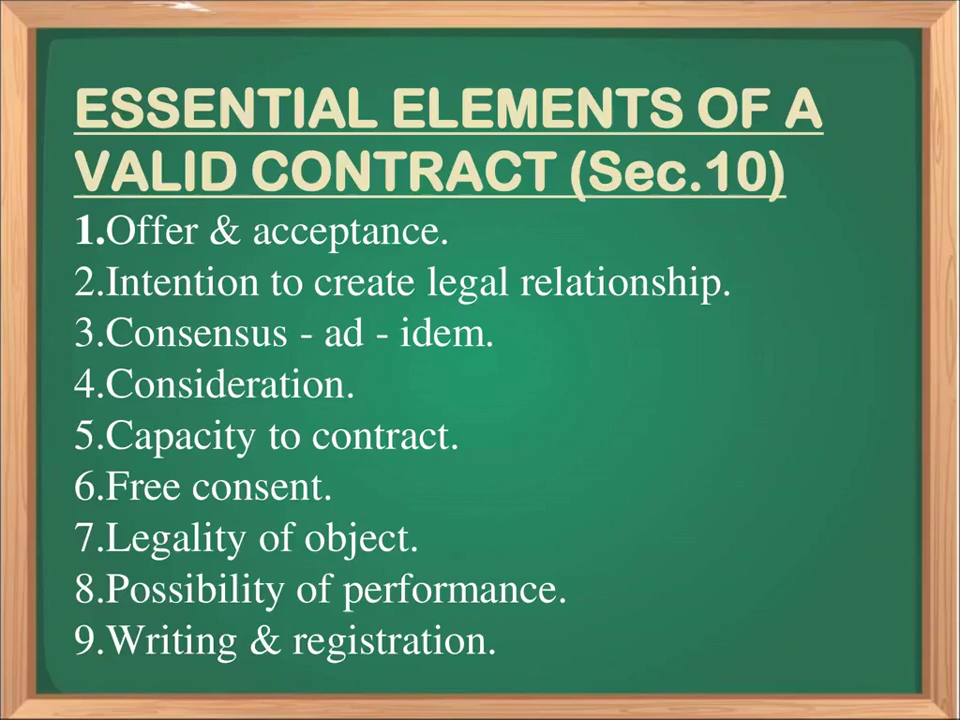 ESSENTIAL ELEMENTS OF A
VALID CONTRACT (Sec.10)
1.Offer & acceptance.
2.Intention to create legal relationship.
3.Consensus - ad - idem.
4.Consideration.
5.Capacity to contract.
6.Free consent.
7.Legality of object.
8.Possibility of performance.
9.Writing & registration.